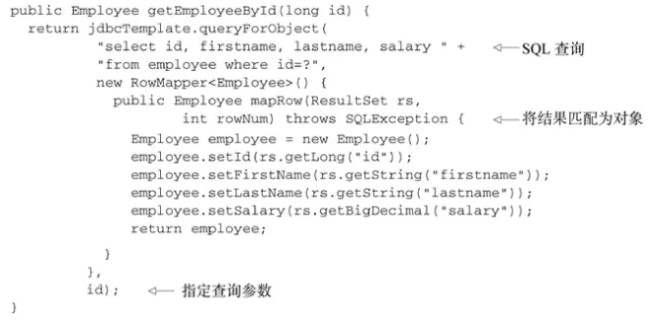 public Employee getEmployeeById(long id) {
return jdbcTemplate.queryForObject(
"select id, firstname, lastname, salary " + ← SQL 查询
"from employee where id=?",
new RowMapper<Employee>() {
public Employee mapRow(ResultSet rs,
int rowNum) throws SQLException { ← 将结果匹配为对象
Employee employee = new Employee();
employee.setId(rs.getLong("id"));
employee.setFirstName(rs.getString("firstname"));
employee.setLastName(rs.getString("lastname"));
employee.setSalary(rs.getBigDecimal("salary"));
return employee;
}
},
id); ← 指定查询参数
}